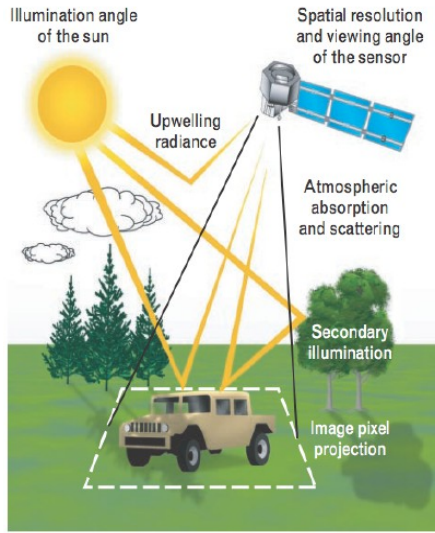 Illumination angle
of the sun
Spatial resolution
and viewing angle
of the sensor
Upwelling
radiance
Atmospheric
absorption
and scattering
Secondary
illumination
Image pixel
projection